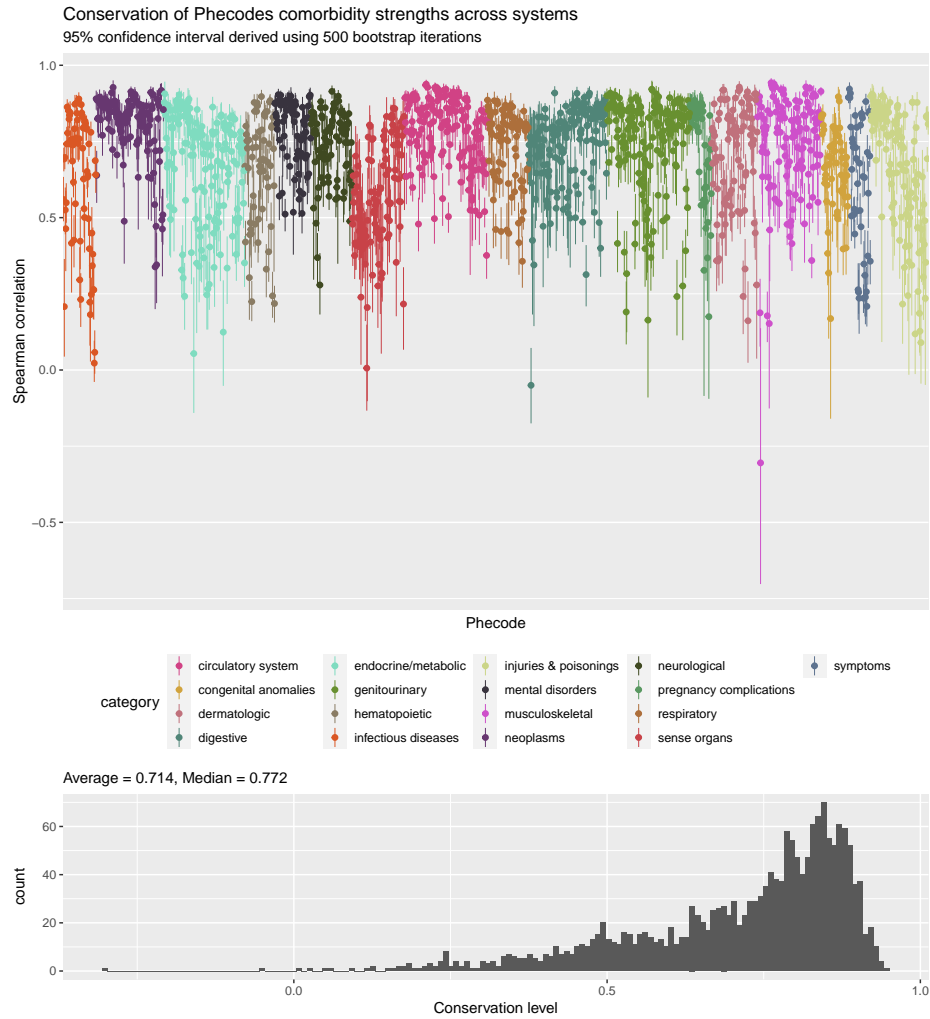 Conservation of Phecodes comorbidity strengths across systems
95% confidence interval derived using 500 bootstrap iterations
1.0
0.5
0.0
−0.5
Spearman correlation
Phecode
category
circulatory system
congenital anomalies
dermatologic
digestive
endocrine/metabolic
genitourinary
hematopoietic
infectious diseases
injuries & poisonings
mental disorders
musculoskeletal
neoplasms
neurological
pregnancy complications
respiratory
sense organs
symptoms
Average = 0.714, Median = 0.772
60
40
20
0
count
0.0 0.5 1.0
Conservation level